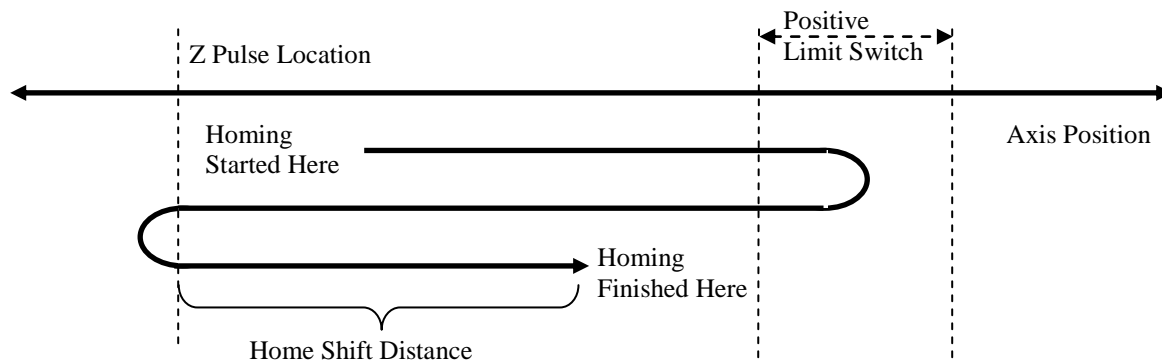 Positive
Limit Switch
Z Pulse Location
Axis Position
Homing
Started Here
Homing
Finished Here
Home Shift Distance